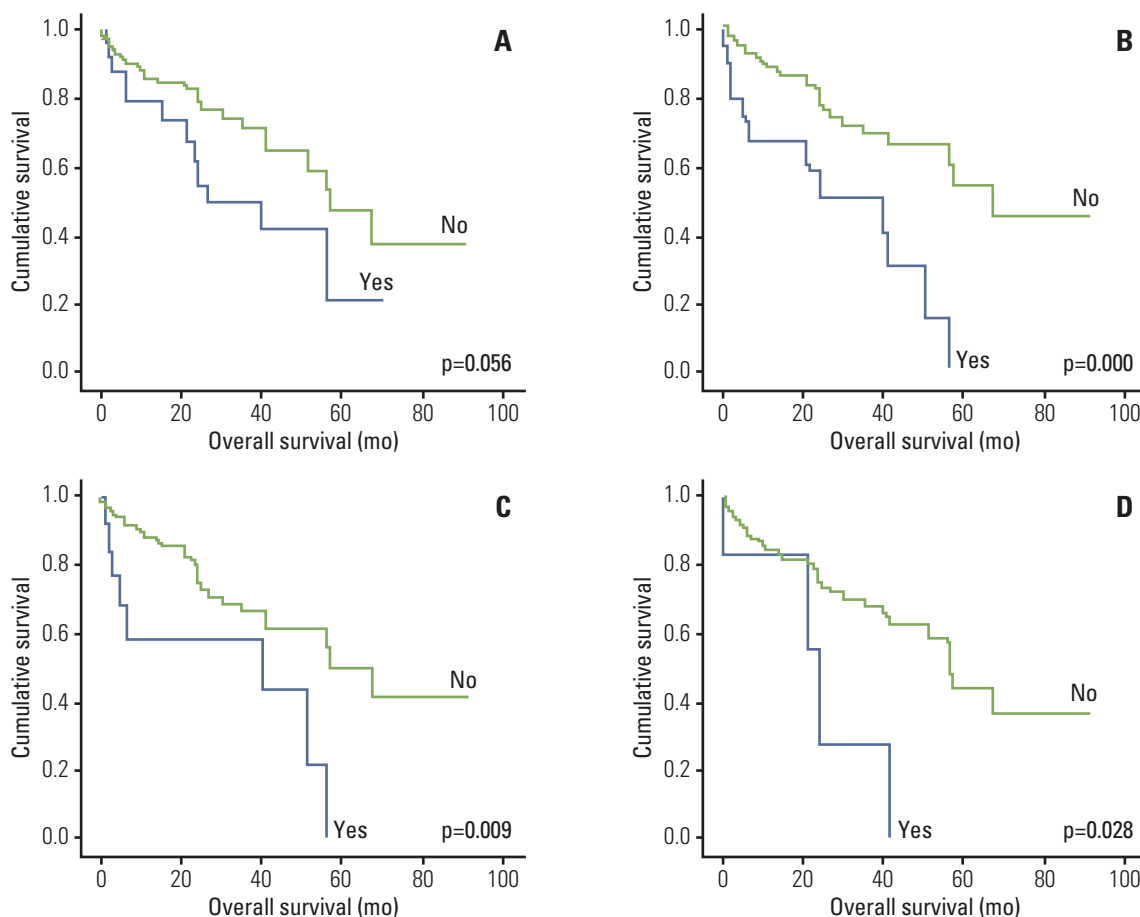 A
1.0
0.8
0.6
0.4
0.2
0.0
Cumulative survival
No
Yes
p=0.056
0 20 40 60 80 100
Overall survival (mo)
B
1.0
0.8
0.6
0.4
0.2
0.0
Cumulative survival
No
Yes
p=0.000
0 20 40 60 80 100
Overall survival (mo)
C
1.0
0.8
0.6
0.4
0.2
0.0
Cumulative survival
No
Yes
p=0.009
0 20 40 60 80 100
Overall survival (mo)
D
1.0
0.8
0.6
0.4
0.2
0.0
Cumulative survival
No
Yes
p=0.028
0 20 40 60 80 100
Overall survival (mo)